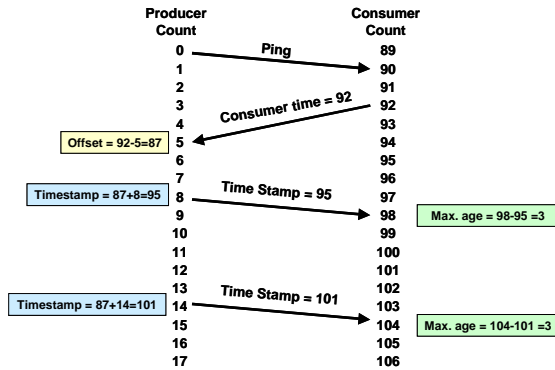 Producer Count
Consumer Count
0 89
Ping
1 90
2 91
3 92
Consumer time = 92
4 93
Offset = 92-5=87
5 94
6 95
7 96
Timestamp = 87+8=95
8 97
Time Stamp = 95
9 98
Max. age = 98-95 =3
10 99
11 100
12 101
13 102
Timestamp = 87+14=101
14 103
Time Stamp = 101
15 104
Max. age = 104-101 =3
16 105
17 106